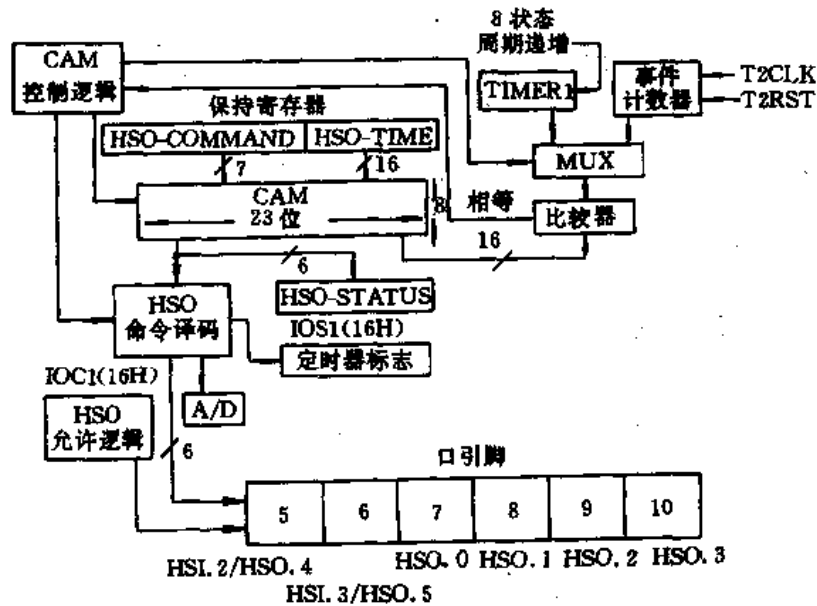 8 状态
周期递增
CAM
控制逻辑
TIMER1
事件
计数器
T2CLK
T2RST
保持寄存器
HSO-COMMAND
HSO-TIME
7
16
MUX
CAM
23 位
8
相等
比较器
16
6
HSO
命令译码
HSO-STATUS
IOS1(16H)
定时器标志
IOC1(16H)
A/D
HSO
允许逻辑
6
口引脚
5 6 7 8 9 10
HSI.2/HSO.4
HSO.0 HSO.1 HSO.2 HSO.3
HSI.3/HSO.5